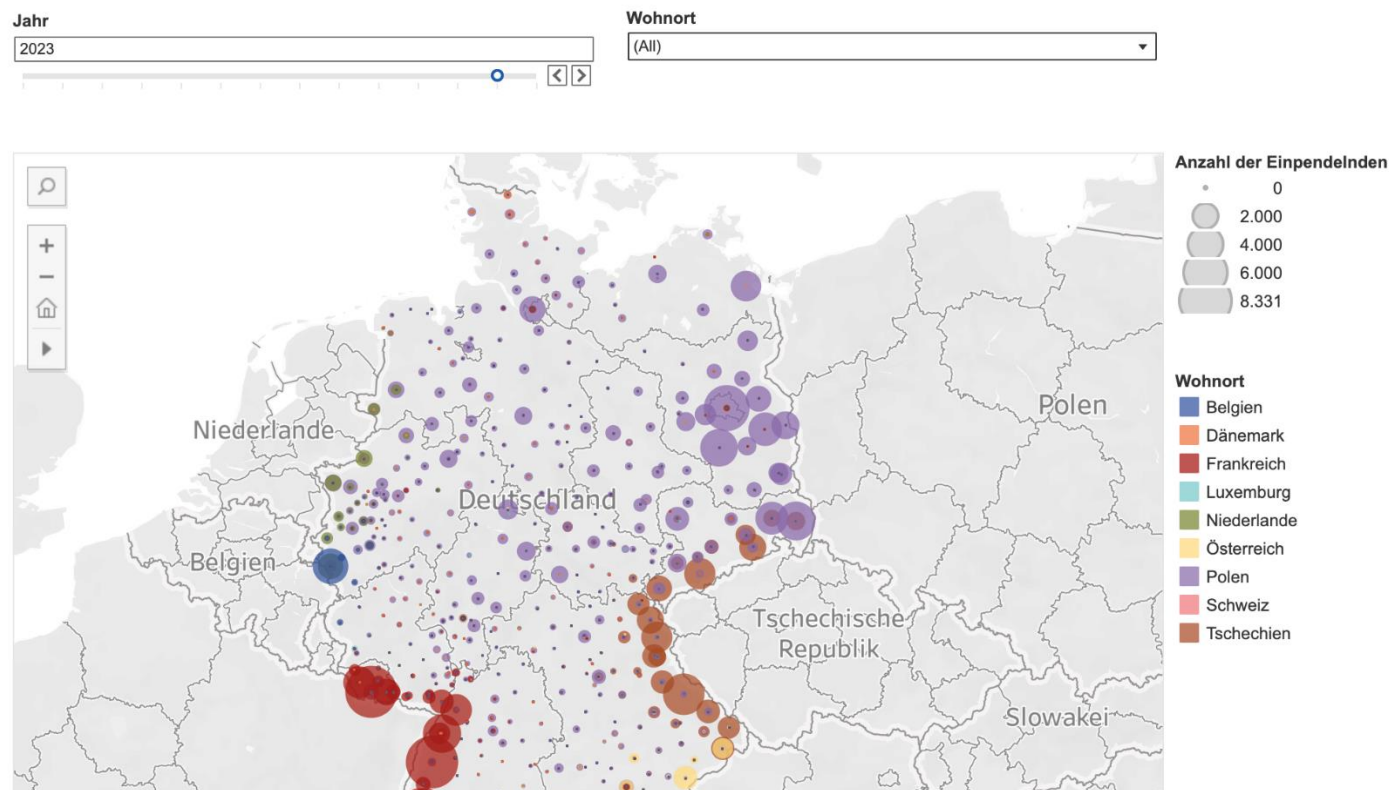 Jahr
2023
Wohnort
(All)
Anzahl der Einpendelnden
0
2.000
4.000
6.000
8.331
Wohnort
Belgien
Dänemark
Frankreich
Luxemburg
Niederlande
Österreich
Polen
Schweiz
Tschechien
Polen
Niederlande
Deutschland
Belgien
Tschechische
Republik
Slowakei